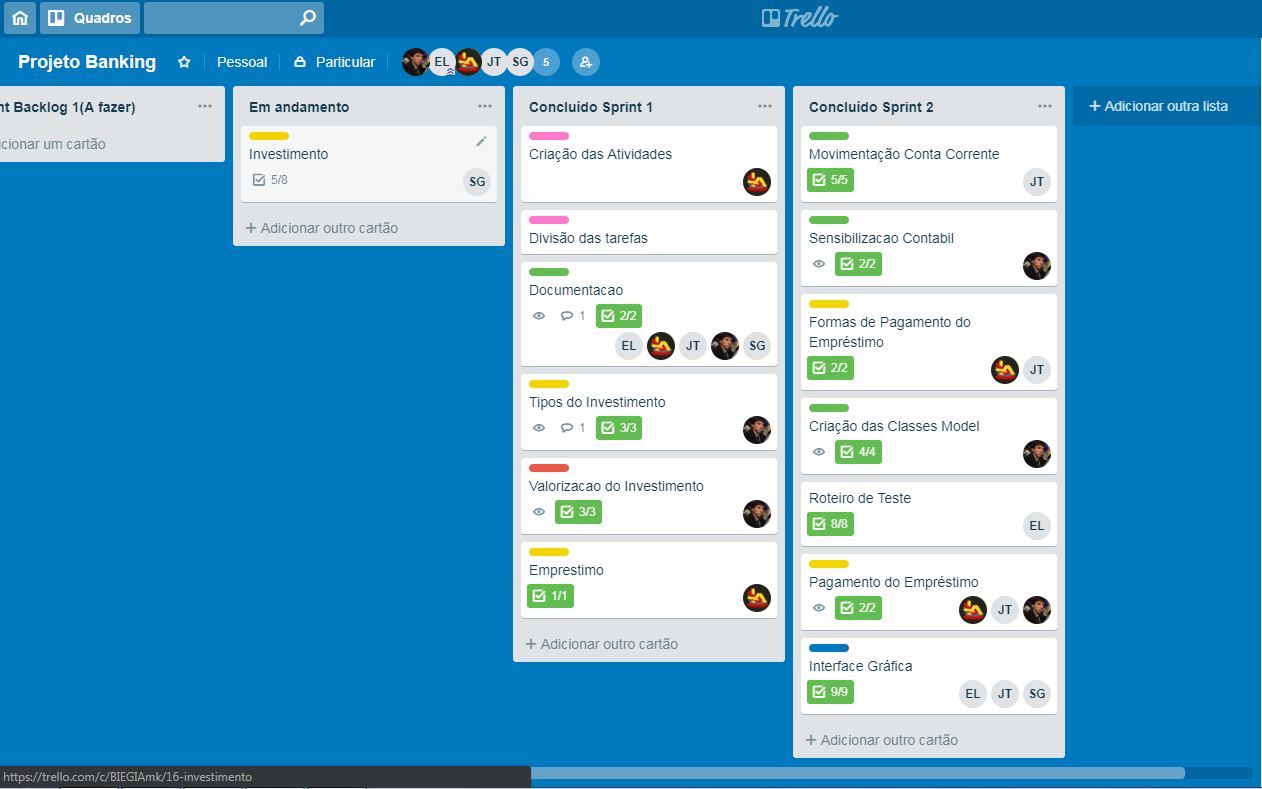 Quadros
Trello
Projeto Banking
Pessoal
Particular
EL
JT
SG
5
nt Backlog 1(A fazer)
cionar um cartão
Em andamento
Investimento
5/8
SG
+ Adicionar outro cartão
Concluído Sprint 1
Criação das Atividades
Divisão das tarefas
Documentacao
1
2/2
EL
JT
SG
Tipos do Investimento
1
3/3
Valorizacao do Investimento
3/3
Emprestimo
1/1
+ Adicionar outro cartão
Concluído Sprint 2
Movimentação Conta Corrente
5/5
JT
Sensibilizacao Contabil
2/2
Formas de Pagamento do
Empréstimo
2/2
JT
Criação das Classes Model
4/4
Roteiro de Teste
8/8
EL
Pagamento do Empréstimo
2/2
JT
Interface Gráfica
9/9
EL
JT
SG
+ Adicionar outro cartão
+ Adicionar outra lista
https://trello.com/c/BIEGIAmk/16-investimento